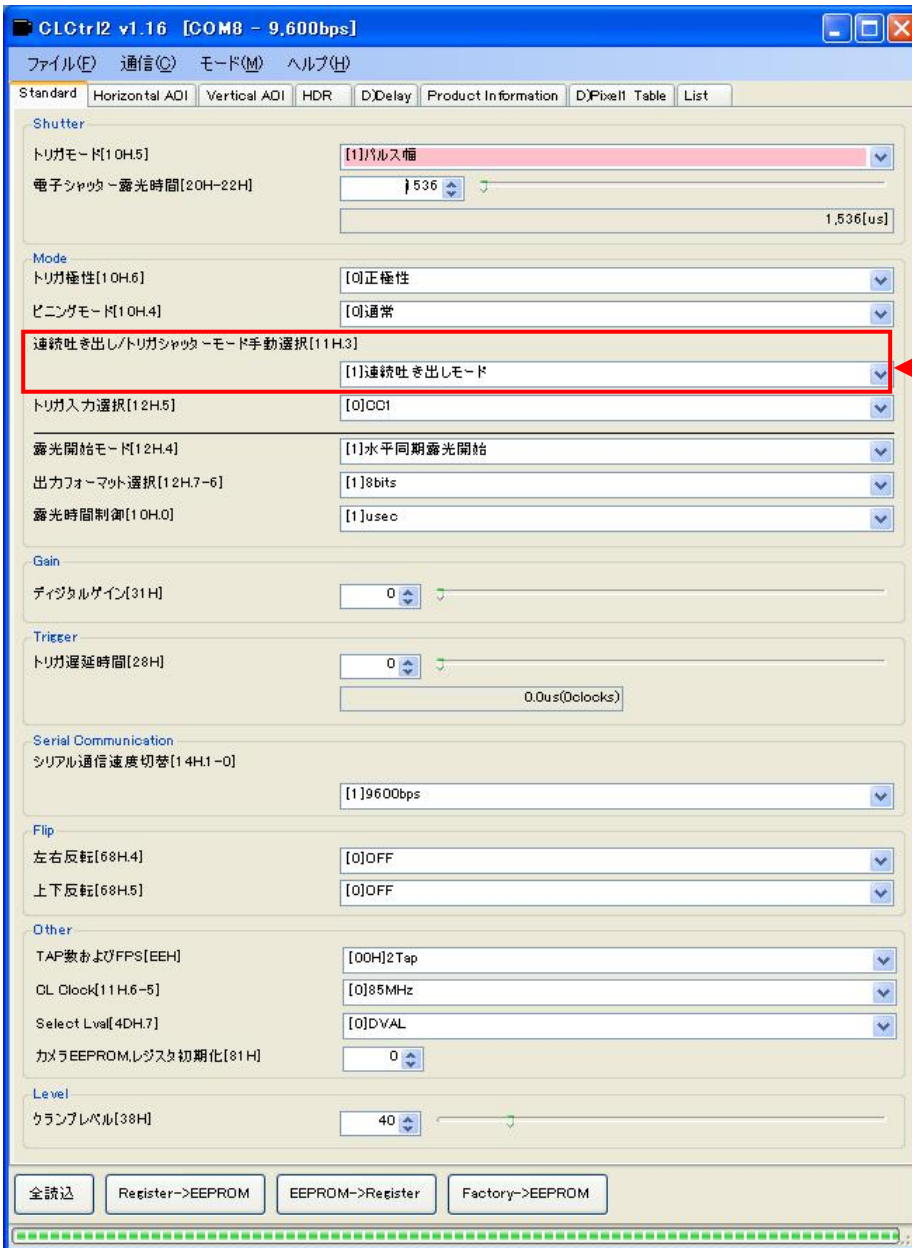 CLCtrl2 v1.16 [COM8 - 9,600bps]
ファイル(F) 通信(C) モード(M) ヘルプ(H)
Standard Horizontal AOI Vertical AOI HDR D)Delay Product Information D)Pixel1 Table List
Shutter
トリガモード[10H.5] [1]パルス幅
電子シャッター露光時間[20H-22H] 1536
1,536[us]
Mode
トリガ極性[10H.6] [0]正極性
ビニングモード[10H.4] [0]通常
連続吐き出し/トリガシャッターモード手動選択[11H.3]
[1]連続吐き出しモード
トリガ入力選択[12H.5] [0]CC1
露光開始モード[12H.4] [1]水平同期露光開始
出力フォーマット選択[12H.7-6] [1]8bits
露光時間制御[10H.0] [1]usec
Gain
ディジタルゲイン[31H] 0
Trigger
トリガ遅延時間[28H] 0
0.0us(0clocks)
Serial Communication
シリアル通信速度切替[14H.1-0]
[1]9600bps
Flip
左右反転[68H.4] [0]OFF
上下反転[68H.5] [0]OFF
Other
TAP数およびFPS[EEH] [00H]2Tap
CL Clock[11H.6-5] [0]85MHz
Select Lval[4DH.7] [0]DVAL
カメラEEPROM,レジスタ初期化[81H] 0
Level
クランプレベル[38H] 40
全読込 Register->EEPROM EEPROM->Register Factory->EEPROM